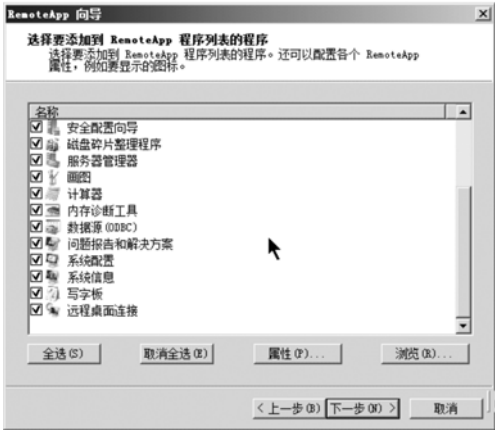 RemoteApp 向导
选择要添加到 RemoteApp 程序列表的程序
选择要添加到 RemoteApp 程序列表的程序。还可以配置各个 RemoteApp
属性，例如要显示的图标。
名称
安全配置向导
磁盘碎片整理程序
服务器管理器
画图
计算器
内存诊断工具
数据源(ODBC)
问题报告和解决方案
系统配置
系统信息
写字板
远程桌面连接
全选(S) 取消全选(E) 属性(P)... 浏览(R)...
< 上一步(B) 下一步(N) > 取消